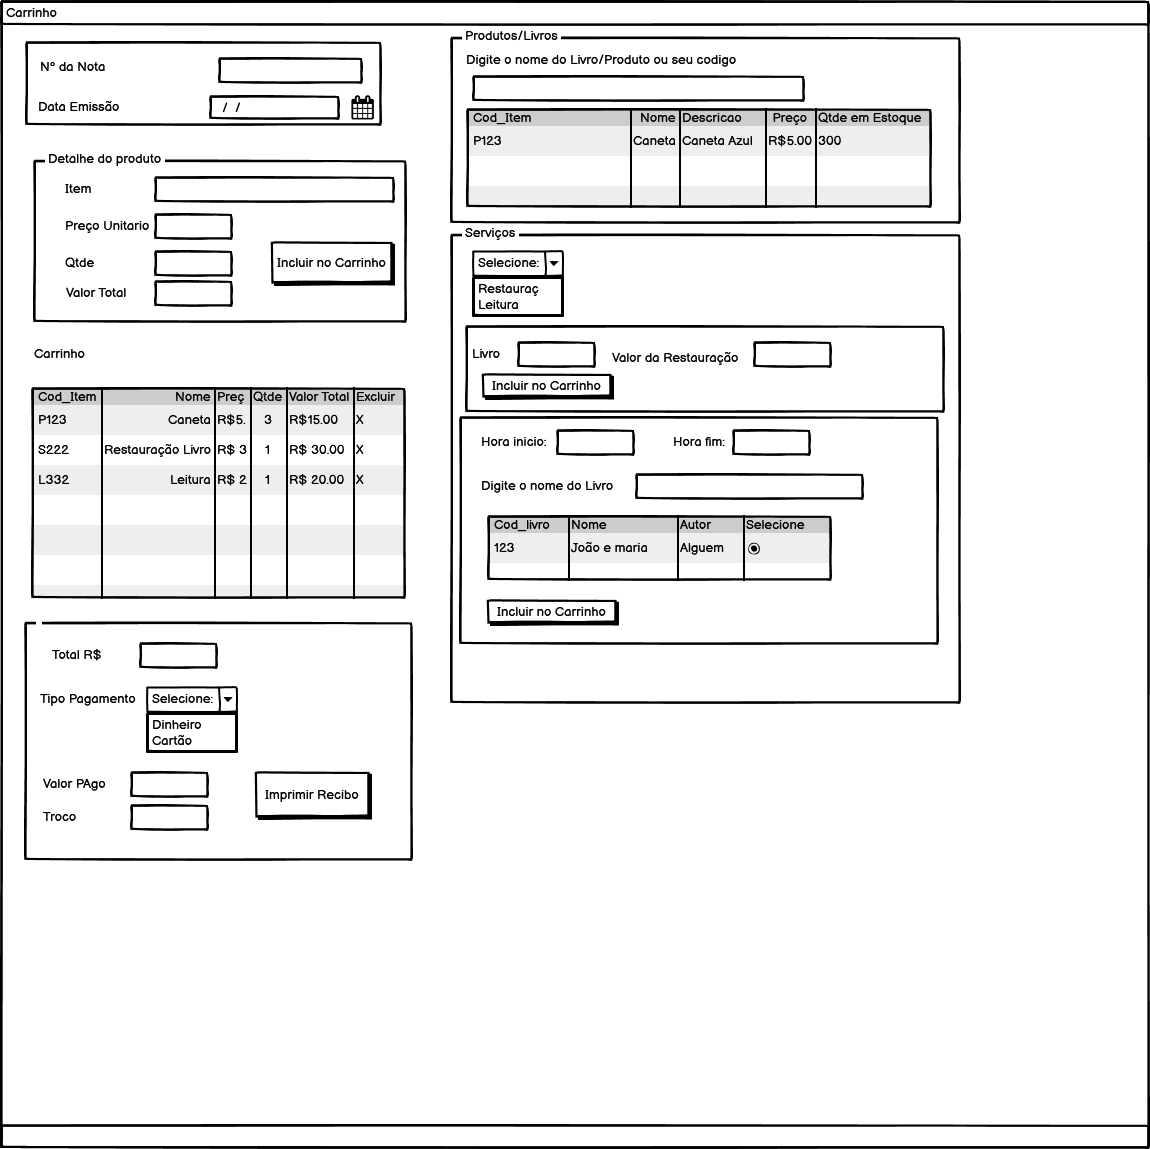 Carrinho
Nº da Nota
Data Emissão / /
Detalhe do produto
Item
Preço Unitario
Qtde
Valor Total
Incluir no Carrinho
Carrinho
Cod_Item Nome Preç Qtde Valor Total Excluir
P123 Caneta R$5. 3 R$15.00 X
S222 Restauração Livro R$ 3 1 R$ 30.00 X
L332 Leitura R$ 2 1 R$ 20.00 X
Total R$
Tipo Pagamento Selecione:
Dinheiro
Cartão
Valor PAgo
Troco
Imprimir Recibo
Produtos/Livros
Digite o nome do Livro/Produto ou seu codigo
Cod_Item Nome Descricao Preço Qtde em Estoque
P123 Caneta Caneta Azul R$5.00 300
Serviços
Selecione:
Restauraç
Leitura
Livro Valor da Restauração
Incluir no Carrinho
Hora inicio: Hora fim:
Digite o nome do Livro
Cod_livro Nome Autor Selecione
123 João e maria Alguem
Incluir no Carrinho